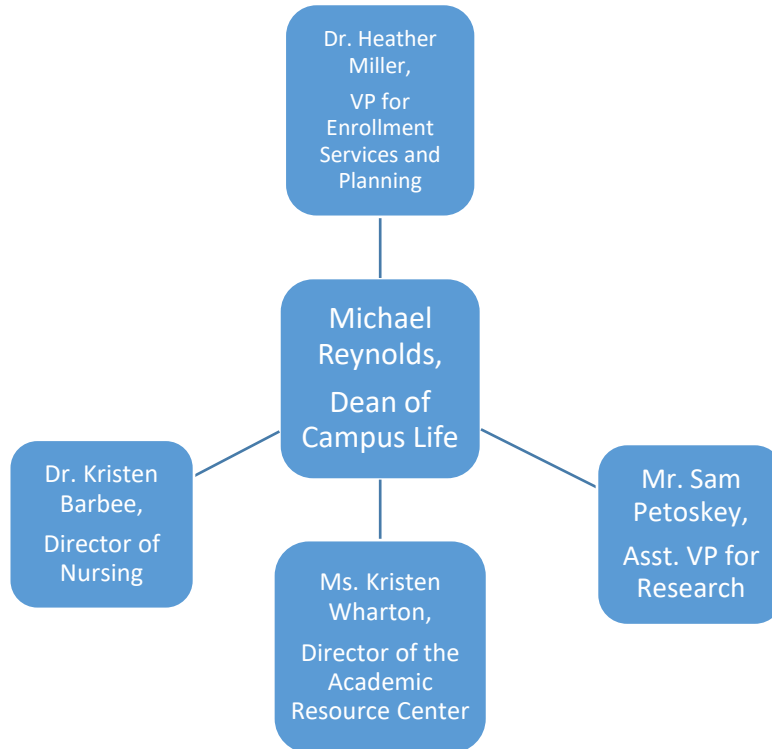 Dr. Heather
Miller,
VP for
Enrollment
Services and
Planning
Michael
Reynolds,
Dean of
Campus Life
Dr. Kristen
Barbee,
Director of
Nursing
Ms. Kristen
Wharton,
Director of the
Academic
Resource Center
Mr. Sam
Petoskey,
Asst. VP for
Research